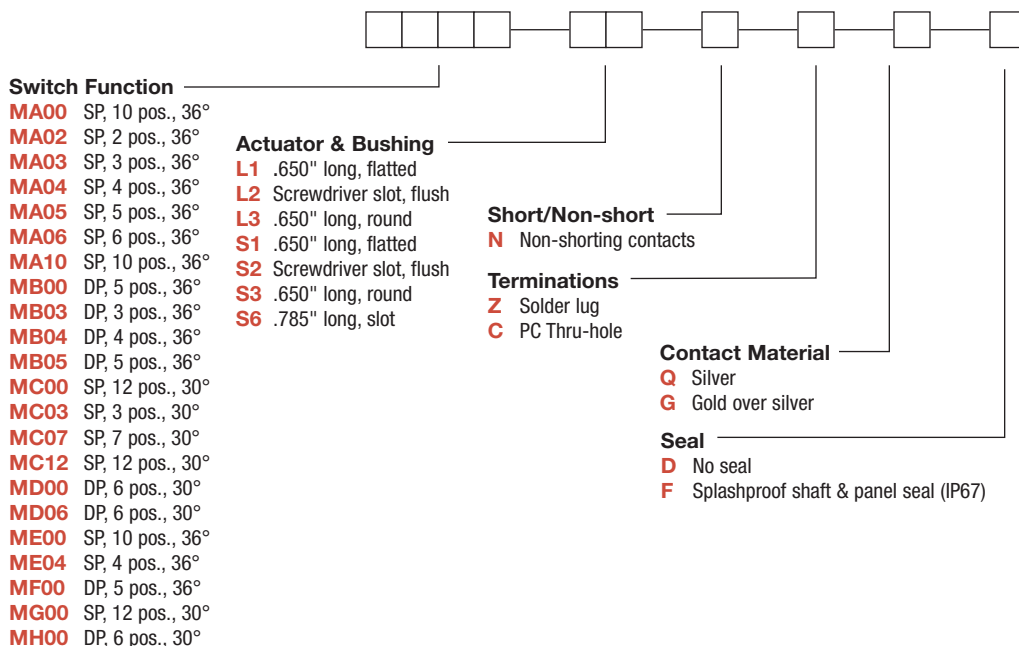 Switch Function
MA00 SP, 10 pos., 36°
MA02 SP, 2 pos., 36°
MA03 SP, 3 pos., 36°
MA04 SP, 4 pos., 36°
MA05 SP, 5 pos., 36°
MA06 SP, 6 pos., 36°
MA10 SP, 10 pos., 36°
MB00 DP, 5 pos., 36°
MB03 DP, 3 pos., 36°
MB04 DP, 4 pos., 36°
MB05 DP, 5 pos., 36°
MC00 SP, 12 pos., 30°
MC03 SP, 3 pos., 30°
MC07 SP, 7 pos., 30°
MC12 SP, 12 pos., 30°
MD00 DP, 6 pos., 30°
MD06 DP, 6 pos., 30°
ME00 SP, 10 pos., 36°
ME04 SP, 4 pos., 36°
MF00 DP, 5 pos., 36°
MG00 SP, 12 pos., 30°
MH00 DP, 6 pos., 30°
Actuator & Bushing
L1 .650" long, flatted
L2 Screwdriver slot, flush
L3 .650" long, round
S1 .650" long, flatted
S2 Screwdriver slot, flush
S3 .650" long, round
S6 .785" long, slot
Short/Non-short
N Non-shorting contacts
Terminations
Z Solder lug
C PC Thru-hole
Contact Material
Q Silver
G Gold over silver
Seal
D No seal
F Splashproof shaft & panel seal (IP67)